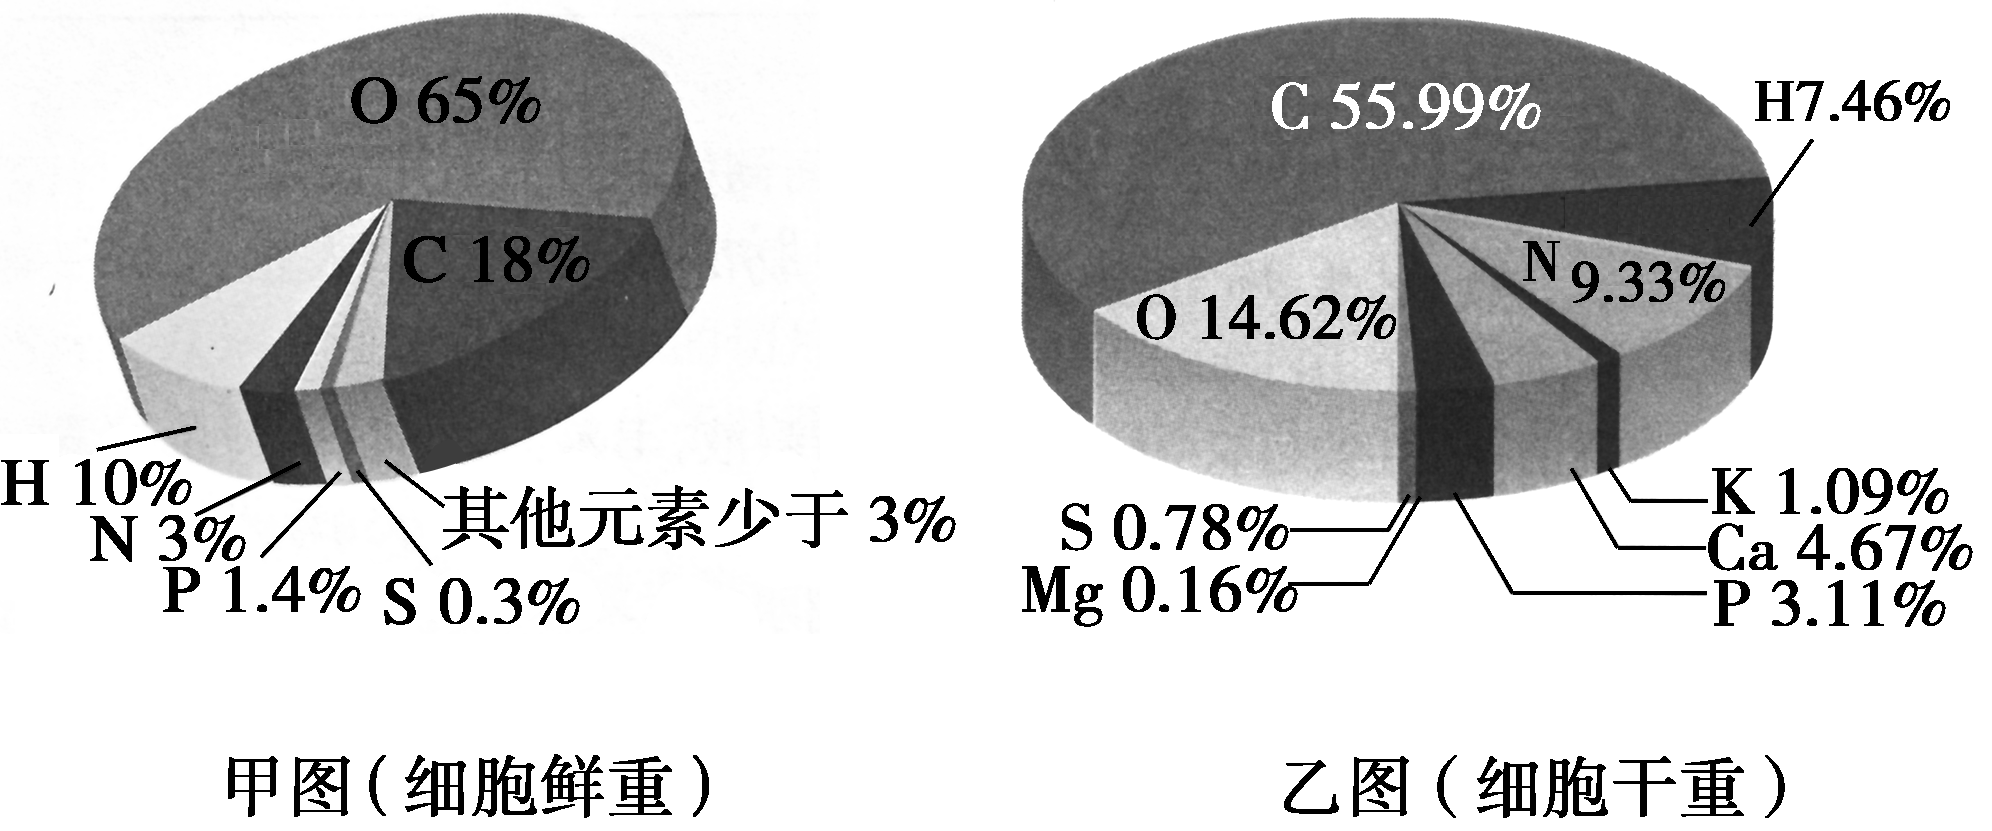 O 65%
C 18%
H 10%
N 3%
P 1.4%
S 0.3%
其他元素少于 3%
甲图(细胞鲜重)
C 55.99%
H7.46%
N 9.33%
O 14.62%
S 0.78%
Mg 0.16%
K 1.09%
Ca 4.67%
P 3.11%
乙图(细胞干重)